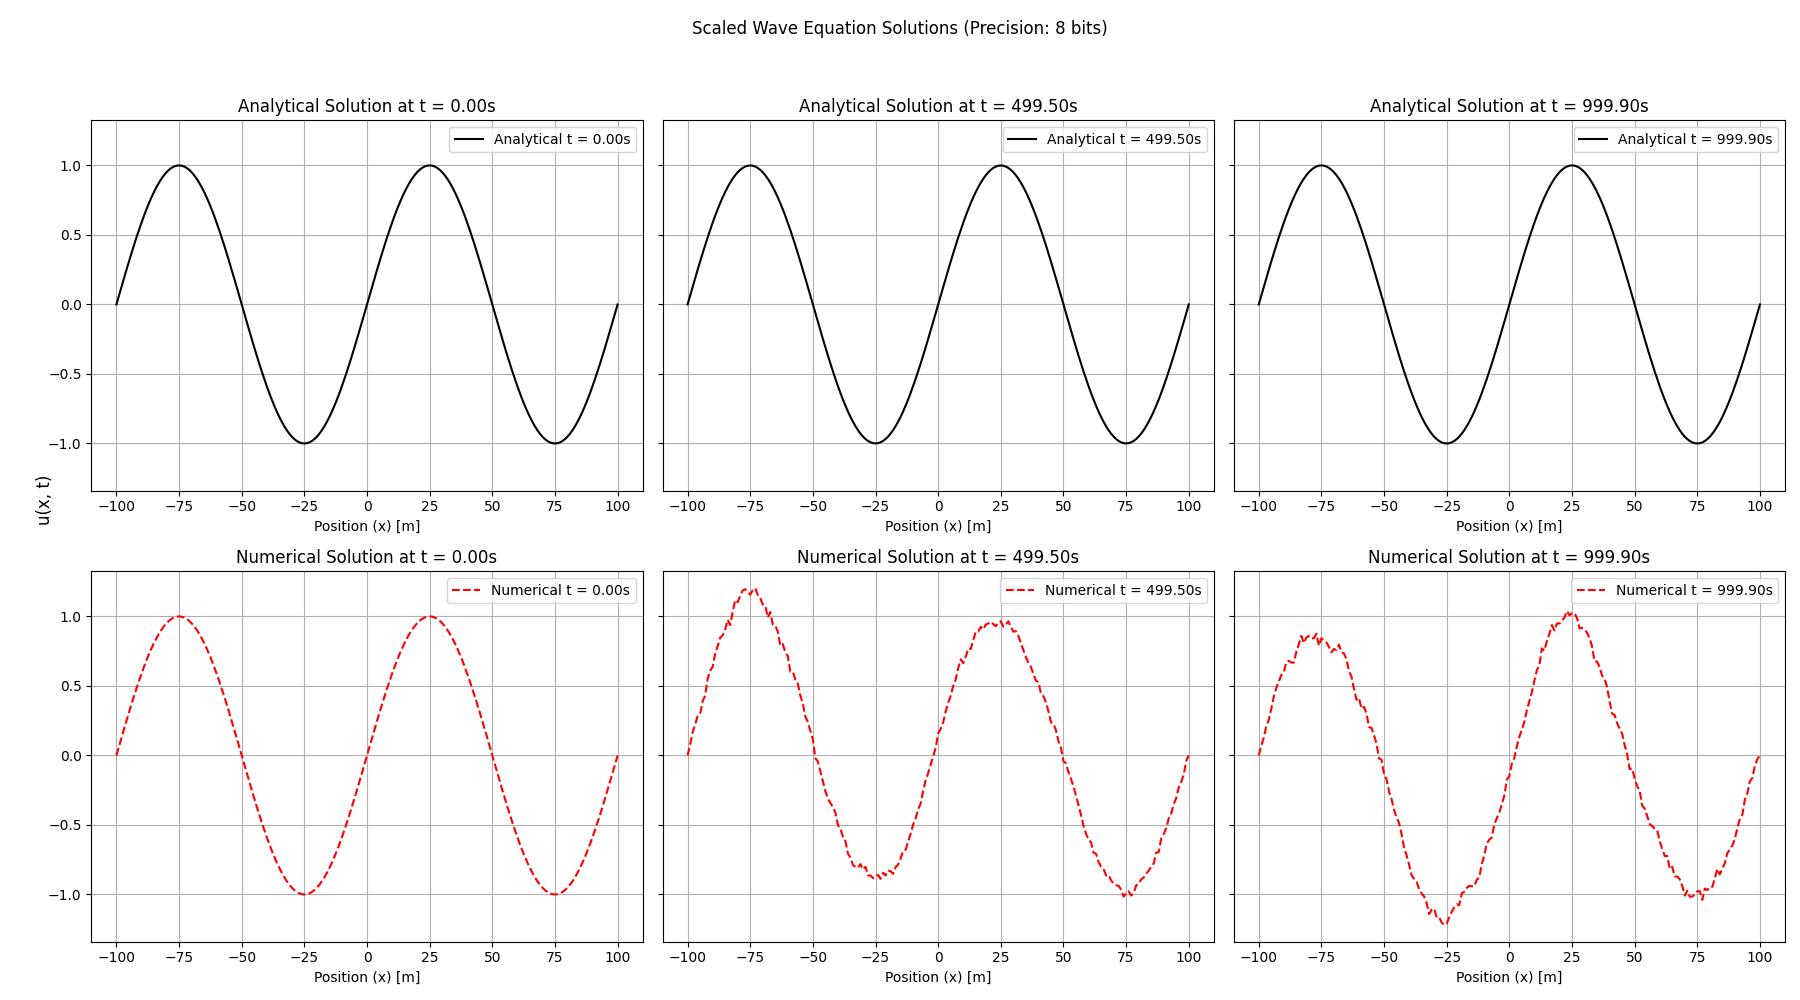 Scaled Wave Equation Solutions (Precision: 8 bits)
Analytical Solution at t = 0.00s
Analytical Solution at t = 499.50s
Analytical Solution at t = 999.90s
Analytical t = 0.00s
Analytical t = 499.50s
Analytical t = 999.90s
1.0
0.5
0.0
−0.5
−1.0
u(x, t)
−100 −75 −50 −25 0 25 50 75 100
−100 −75 −50 −25 0 25 50 75 100
−100 −75 −50 −25 0 25 50 75 100
Position (x) [m]
Position (x) [m]
Position (x) [m]
Numerical Solution at t = 0.00s
Numerical Solution at t = 499.50s
Numerical Solution at t = 999.90s
Numerical t = 0.00s
Numerical t = 499.50s
Numerical t = 999.90s
1.0
0.5
0.0
−0.5
−1.0
−100 −75 −50 −25 0 25 50 75 100
−100 −75 −50 −25 0 25 50 75 100
−100 −75 −50 −25 0 25 50 75 100
Position (x) [m]
Position (x) [m]
Position (x) [m]